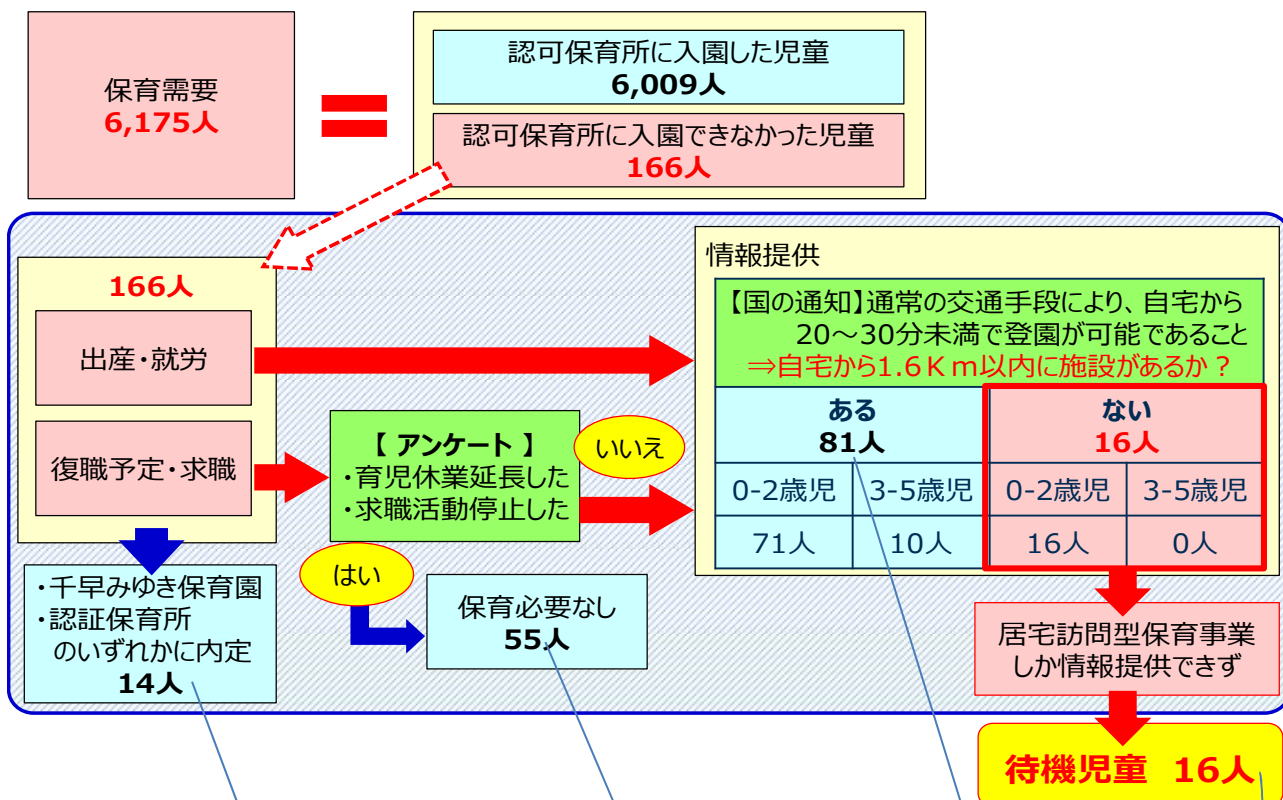 保育需要
6,175人
認可保育所に入園した児童
6,009人
認可保育所に入園できなかった児童
166人
166人
出産・就労
復職予定・求職
・千早みゆき保育園
・認証保育所
のいずれかに内定
14人
【 アンケート 】
・育児休業延長した
・求職活動停止した
いいえ
はい
保育必要なし
55人
情報提供
【国の通知】通常の交通手段により、自宅から
20～30分未満で登園が可能であること
⇒自宅から1.6Ｋｍ以内に施設があるか？
ある
81人
ない
16人
0-2歳児 3-5歳児 0-2歳児 3-5歳児
71人 10人 16人 0人
居宅訪問型保育事業
しか情報提供できず
待機児童 16人